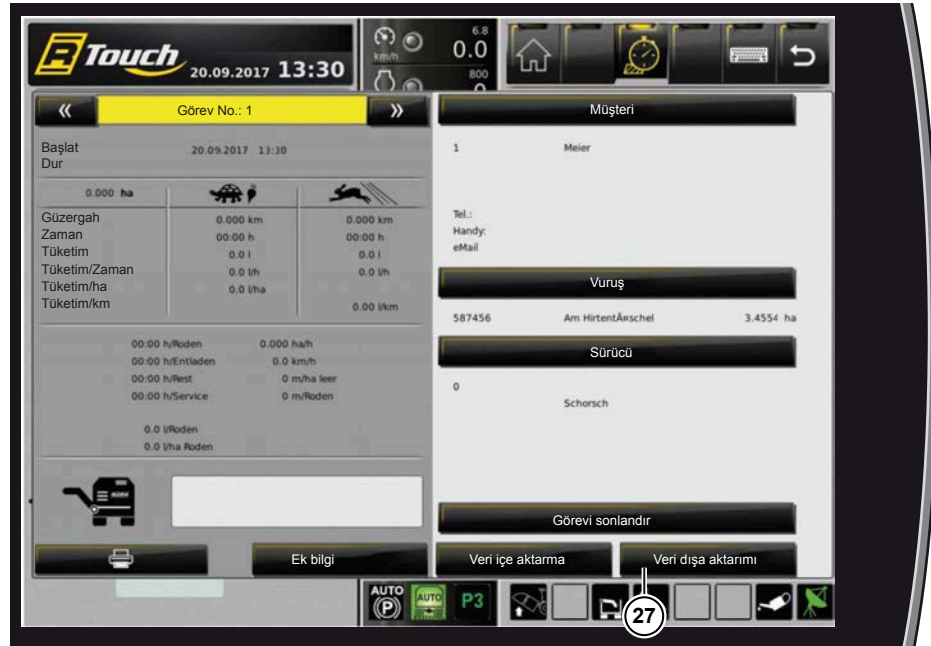 R Touch 20.09.2017 13:30
km/h 6.8
0.0
800
0
Görev No.: 1
Başlat 20.09.2017 13:30
Dur
0.000 ha
Güzergah 0.000 km 0.000 km
Zaman 00:00 h 00:00 h
Tüketim 0.0 l 0.0 l
Tüketim/Zaman 0.0 l/h 0.0 l/h
Tüketim/ha 0.0 l/ha
Tüketim/km 0.00 l/km
00:00 h/Roden 0.000 ha/h
00:00 h/Entladen 0.0 km/h
00:00 h/Rest 0 m/ha leer
00:00 h/Service 0 m/Roden
0.0 l/Roden
0.0 l/ha Roden
Ek bilgi
Müşteri
1 Meier
Tel.:
Handy:
eMail
Vuruş
587456 Am HirtentÃ¤schel 3.4554 ha
Sürücü
0
Schorsch
Görevi sonlandır
Veri içe aktarma Veri dışa aktarımı
AUTO P AUTO P3
27